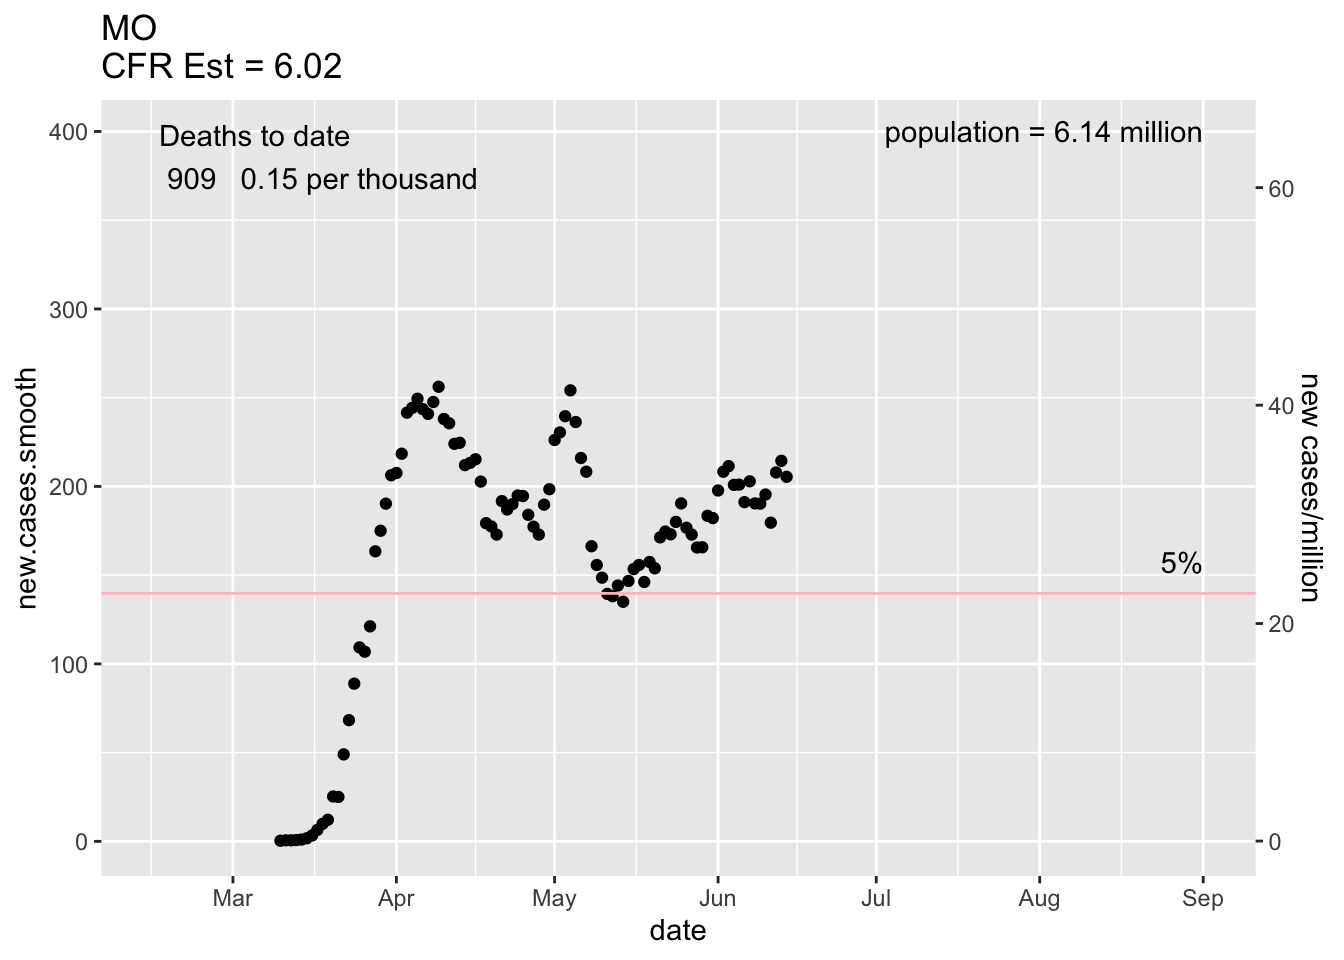 MO
CFR Est = 6.02
Deaths to date
909 0.15 per thousand
population = 6.14 million
5%
new.cases.smooth
400
300
200
100
0
new cases/million
60
40
20
0
Mar Apr May Jun Jul Aug Sep
date